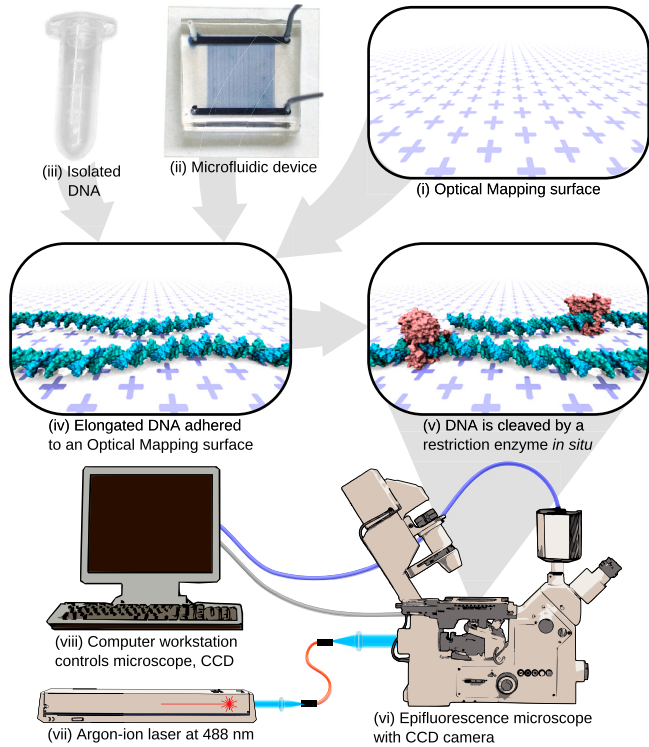 (iii) Isolated
DNA
(ii) Microfluidic device
(i) Optical Mapping surface
(iv) Elongated DNA adhered
to an Optical Mapping surface
(v) DNA is cleaved by a
restriction enzyme in situ
(viii) Computer workstation
controls microscope, CCD
(vii) Argon-ion laser at 488 nm
(vi) Epifluorescence microscope
with CCD camera